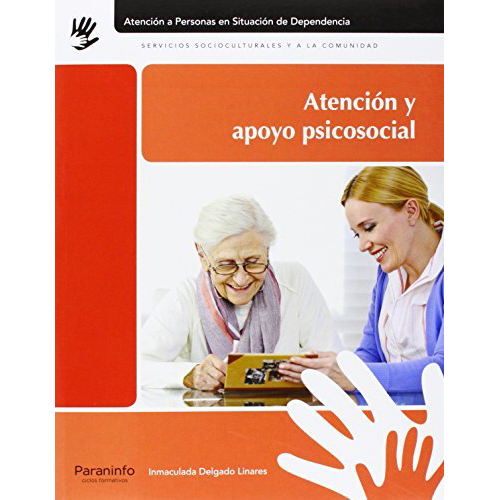 Atención a Personas en Situación de Dependencia
SERVICIOS SOCIOCULTURALES Y A LA COMUNIDAD
Atención y
apoyo psicosocial
Paraninfo
ciclos formativos
Inmaculada Delgado Linares